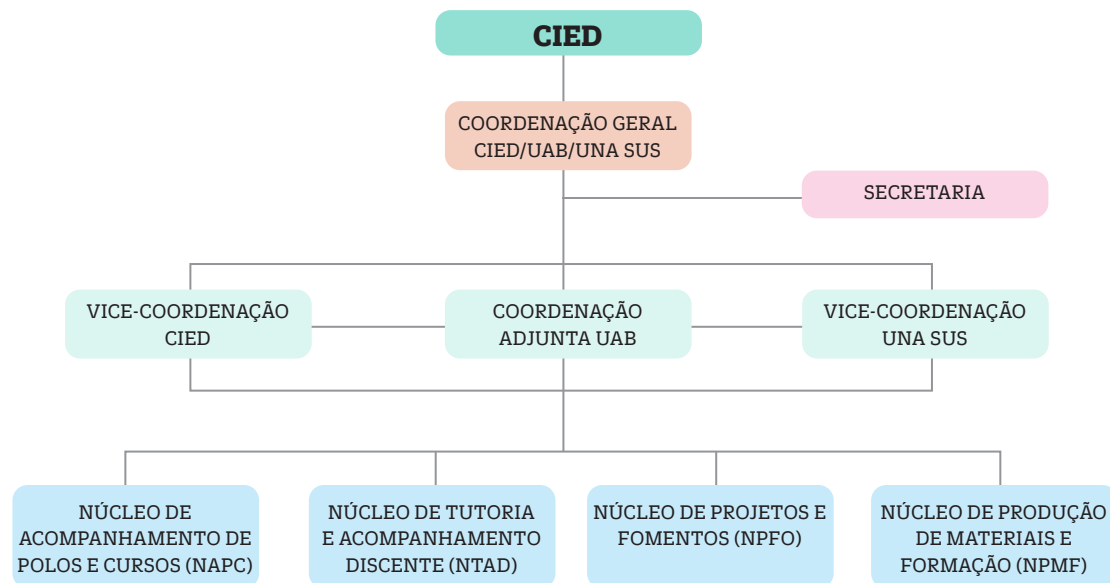 CIED
COORDENAÇÃO GERAL
CIED/UAB/UNA SUS
SECRETARIA
VICE-COORDENAÇÃO
CIED
COORDENAÇÃO
ADJUNTA UAB
VICE-COORDENAÇÃO
UNA SUS
NÚCLEO DE
ACOMPANHAMENTO DE
POLOS E CURSOS (NAPC)
NÚCLEO DE TUTORIA
E ACOMPANHAMENTO
DISCENTE (NTAD)
NÚCLEO DE PROJETOS E
FOMENTOS (NPFO)
NÚCLEO DE PRODUÇÃO
DE MATERIAIS E
FORMAÇÃO (NPMF)